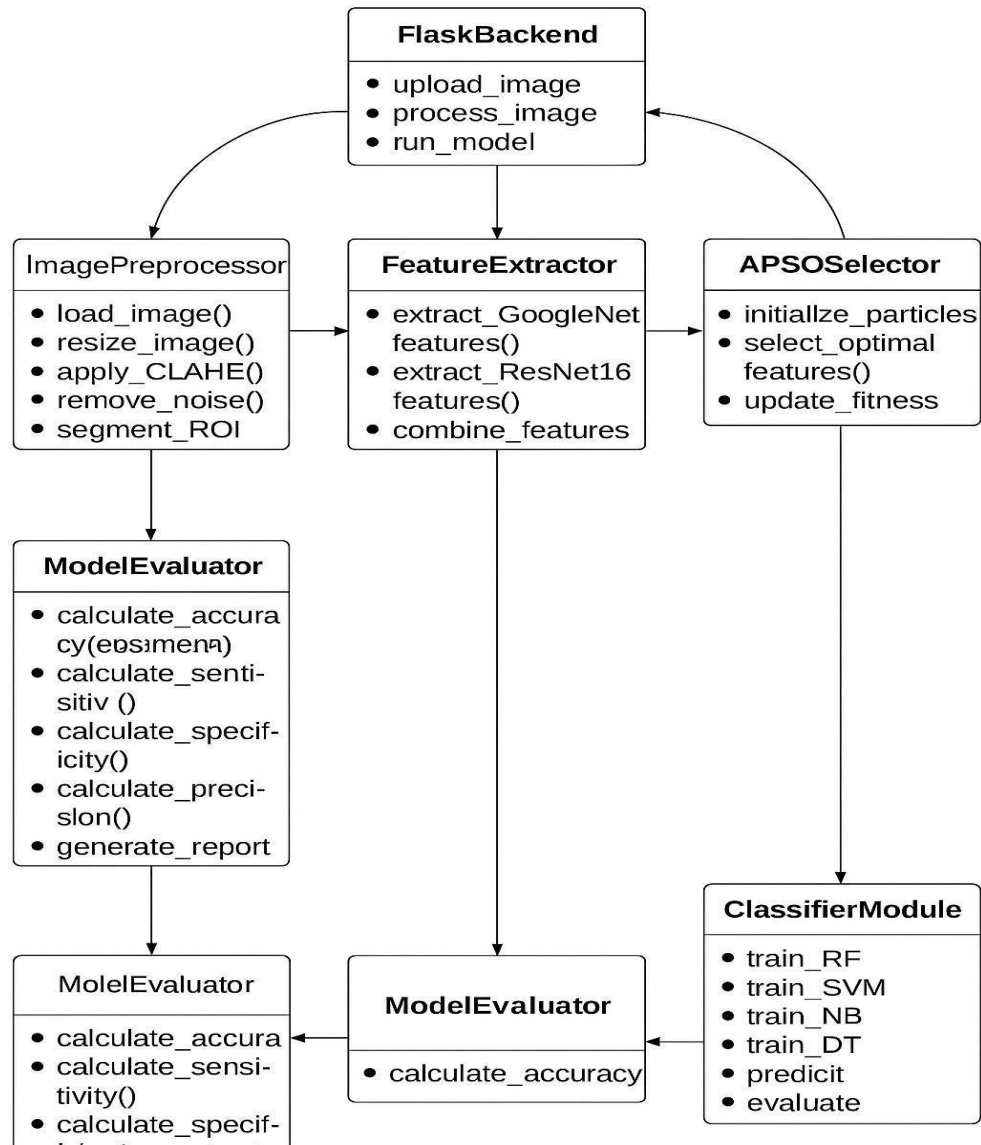 FlaskBackend
• upload_image
• process_image
• run_model
ImagePreprocessor
• load_image()
• resize_image()
• apply_CLAHE()
• remove_noise()
• segment_ROI
FeatureExtractor
• extract_GoogleNet
features()
• extract_ResNet16
features()
• combine_features
APSOSelector
• initiallze_particles
• select_optimal
features()
• update_fitness
ModelEvaluator
• calculate_accura
• calculate_senti-
sitiv ()
• calculate_specif-
icity()
• calculate_preci-
slon()
• generate_report
ClassifierModule
• train_RF
• train_SVM
• train_NB
• train_DT
• predicit
• evaluate
ModelEvaluator
• calculate_accuracy
MolelEvaluator
• calculate_accura
• calculate_sensi-
tivity()
• calculate_specif-